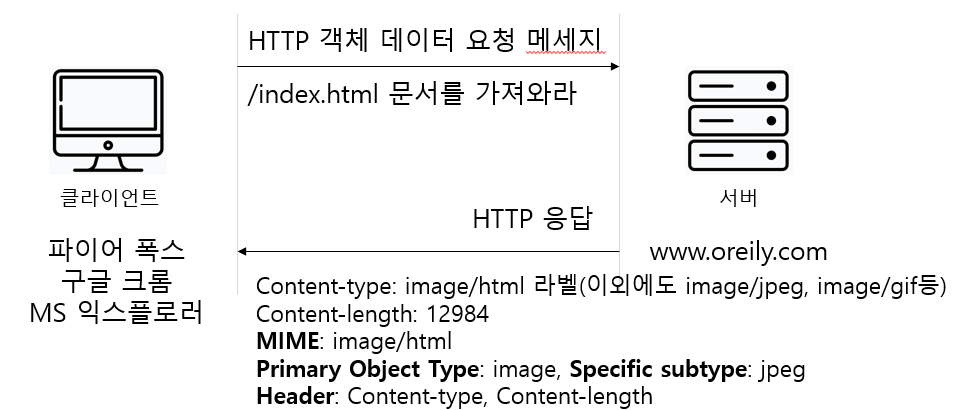 HTTP 객체 데이터 요청 메세지
/index.html 문서를 가져와라
클라이언트
서버
HTTP 응답
파이어 폭스
구글 크롬
MS 익스플로러
www.oreily.com
Content-type: image/html 라벨(이외에도 image/jpeg, image/gif등)
Content-length: 12984
MIME: image/html
Primary Object Type: image, Specific subtype: jpeg
Header: Content-type, Content-length